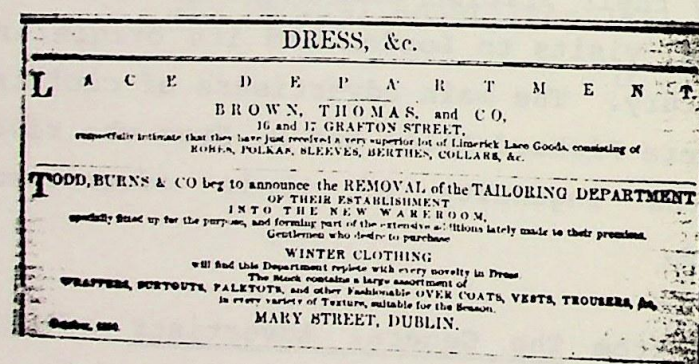 DRESS, &c.
LACE DEPARTMENT.
BROWN, THOMAS, and CO,
16 and 17 GRAFTON STREET,
respectfully intimate that they have just received a very superior lot of Limerick Lace Goods, consisting of
ROBES, POLKAS, SLEEVES, BERTHES, COLLARS, &c.
TODD, BURNS & CO beg to announce the REMOVAL of the TAILORING DEPARTMENT
OF THEIR ESTABLISHMENT
INTO THE NEW WAREROOM,
specially fitted up for the purpose, and forming part of the extensive additions lately made to their premises.
Gentlemen who desire to purchase
WINTER CLOTHING
will find this Department replete with every novelty in Dress
The Stock contains a large assortment of
WRAPPERS, SURTOUTS, PALETOTS, and other Fashionable OVER COATS, VESTS, TROUSERS, &c.
in every variety of Texture, suitable for the Season.
MARY STREET, DUBLIN.
October,